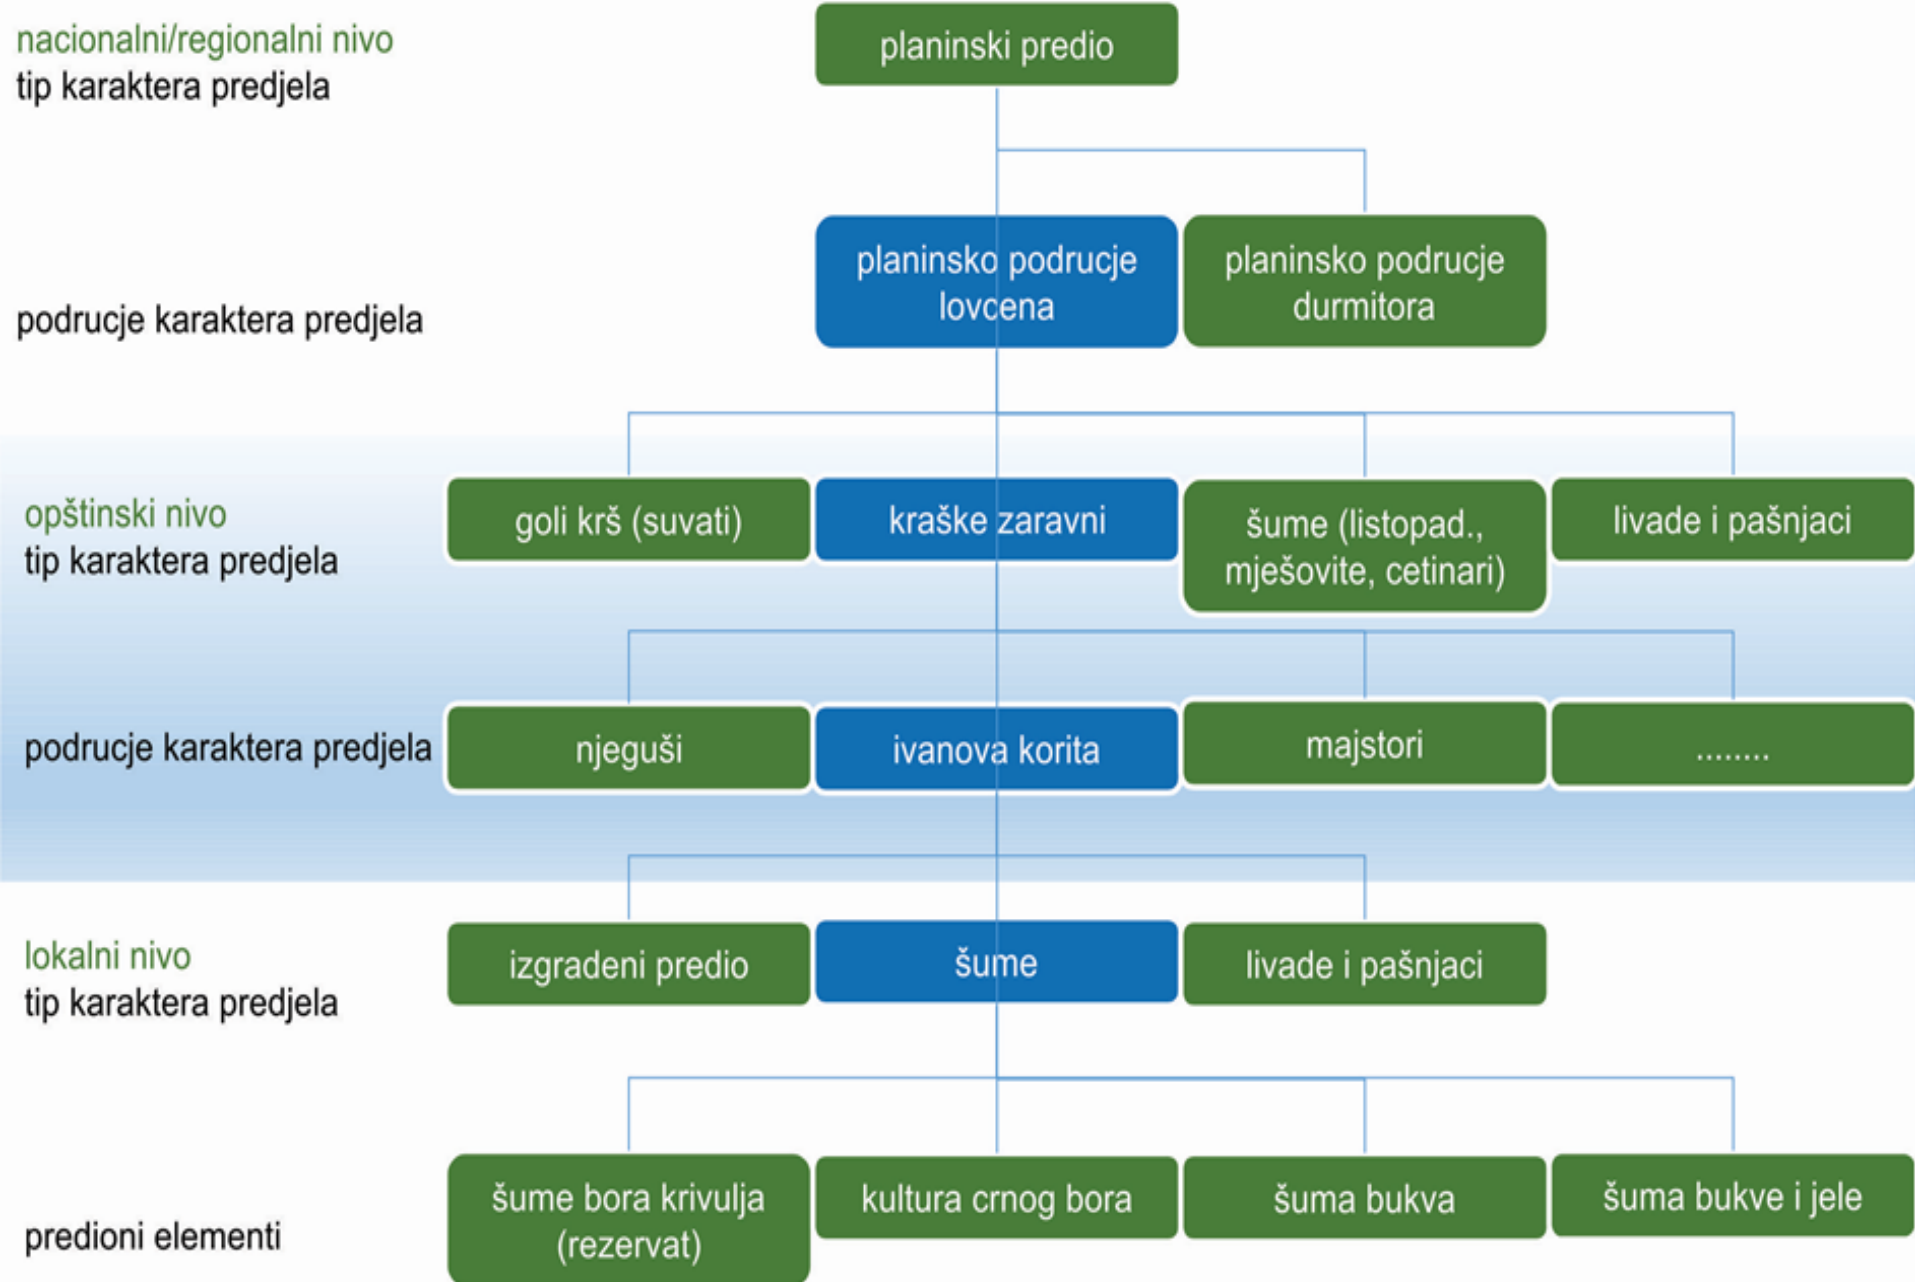 nacionalni/regionalni nivo
tip karaktera predjela
planinski predio
područje karaktera predjela
planinsko podrucje
lovcena
planinsko podrucje
durmitora
opštinski nivo
tip karaktera predjela
goli krš (suvati)
kraške zaravni
šume (listopad.,
mješovite, cetinari)
livade i pašnjaci
podrucje karaktera predjela
njeguši
ivanova korita
majstori
........
lokalni nivo
tip karaktera predjela
izgradeni predio
šume
livade i pašnjaci
predioni elementi
šume bora krivulja
(rezervat)
kultura crnog bora
šuma bukva
šuma bukve i jele